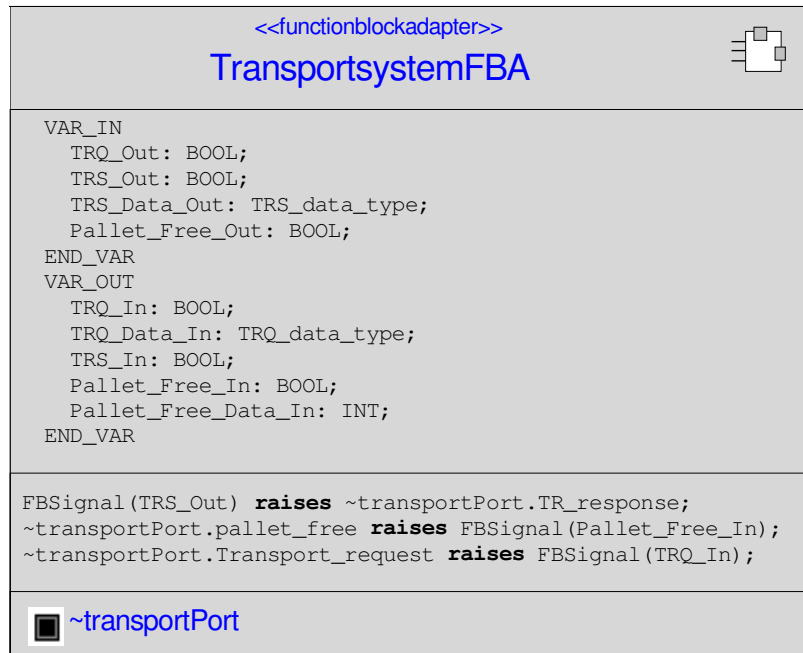 <<functionblockadapter>>
TransportsystemFBA
VAR_IN
TRQ_Out: BOOL;
TRS_Out: BOOL;
TRS_Data_Out: TRS_data_type;
Pallet_Free_Out: BOOL;
END_VAR
VAR_OUT
TRQ_In: BOOL;
TRQ_Data_In: TRQ_data_type;
TRS_In: BOOL;
Pallet_Free_In: BOOL;
Pallet_Free_Data_In: INT;
END_VAR
FBSignal(TRS_Out) raises ~transportPort.TR_response;
~transportPort.pallet_free raises FBSignal(Pallet_Free_In);
~transportPort.Transport_request raises FBSignal(TRQ_In);
~transportPort